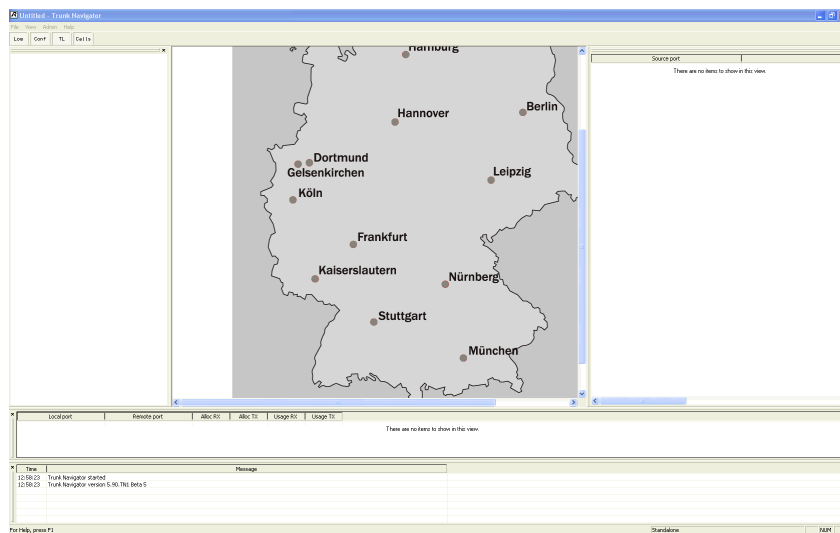 Untitled - Trunk Navigator
File View Admin Help
Low Conf TL Calls
Hamburg
Hannover
Berlin
Dortmund
Gelsenkirchen
Leipzig
Köln
Frankfurt
Kaiserslautern
Nürnberg
Stuttgart
München
Source port
There are no items to show in this view.
Local port Remote port Alloc RX Alloc TX Usage RX Usage TX
There are no items to show in this view.
Time Message
12:58:23 Trunk Navigator started
12:58:23 Trunk Navigator version 5.90.TN1 Beta 5
For Help, press F1 Standalone NUM